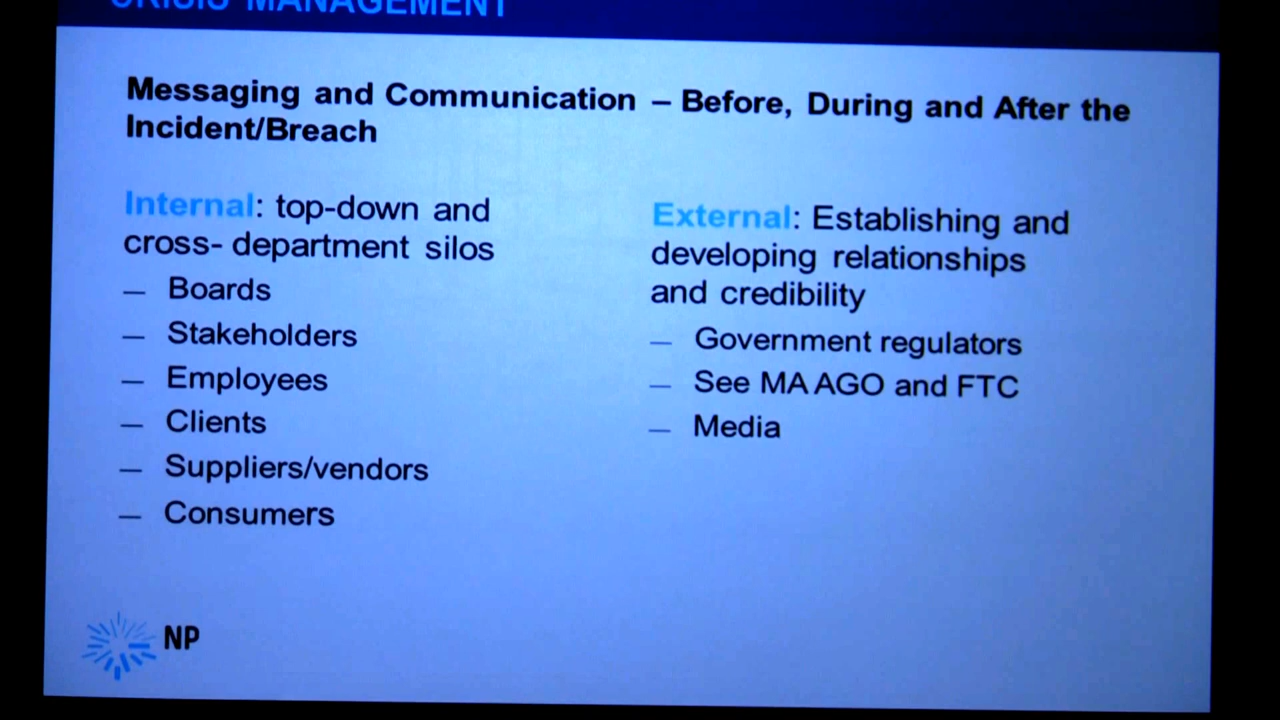 CRISIS MANAGEMENT
Messaging and Communication – Before, During and After the
Incident/Breach
Internal: top-down and
cross- department silos
— Boards
— Stakeholders
— Employees
— Clients
— Suppliers/vendors
— Consumers
External: Establishing and
developing relationships
and credibility
— Government regulators
— See MA AGO and FTC
— Media
NP